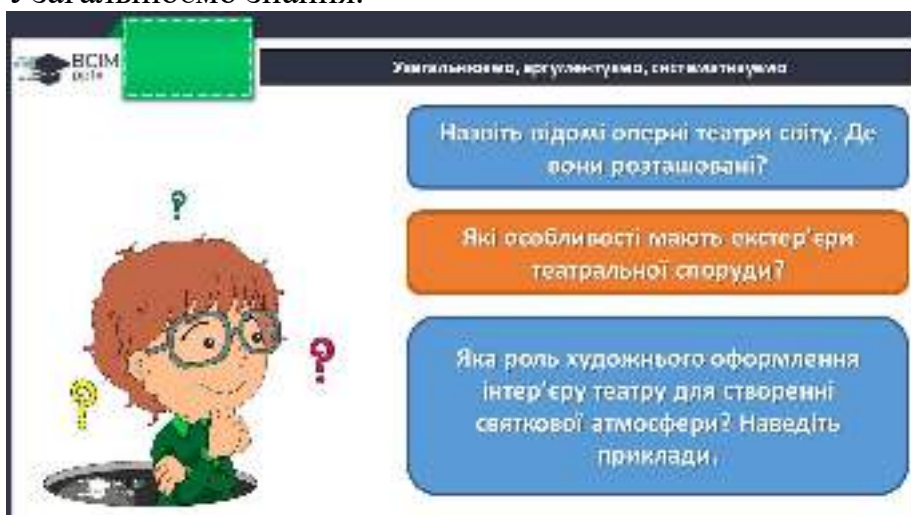 Узагальнюємо знання.
ВСІМ
Узагальнюємо, аргументуємо, систематизуємо
Назвіть відомі оперні театри світу. Де
вони розташовані?
Які особливості мають екстер'єри
театральної споруди?
Яка роль художнього оформлення
інтер'єру театру для створенні
святкової атмосфери? Наведіть
приклади.